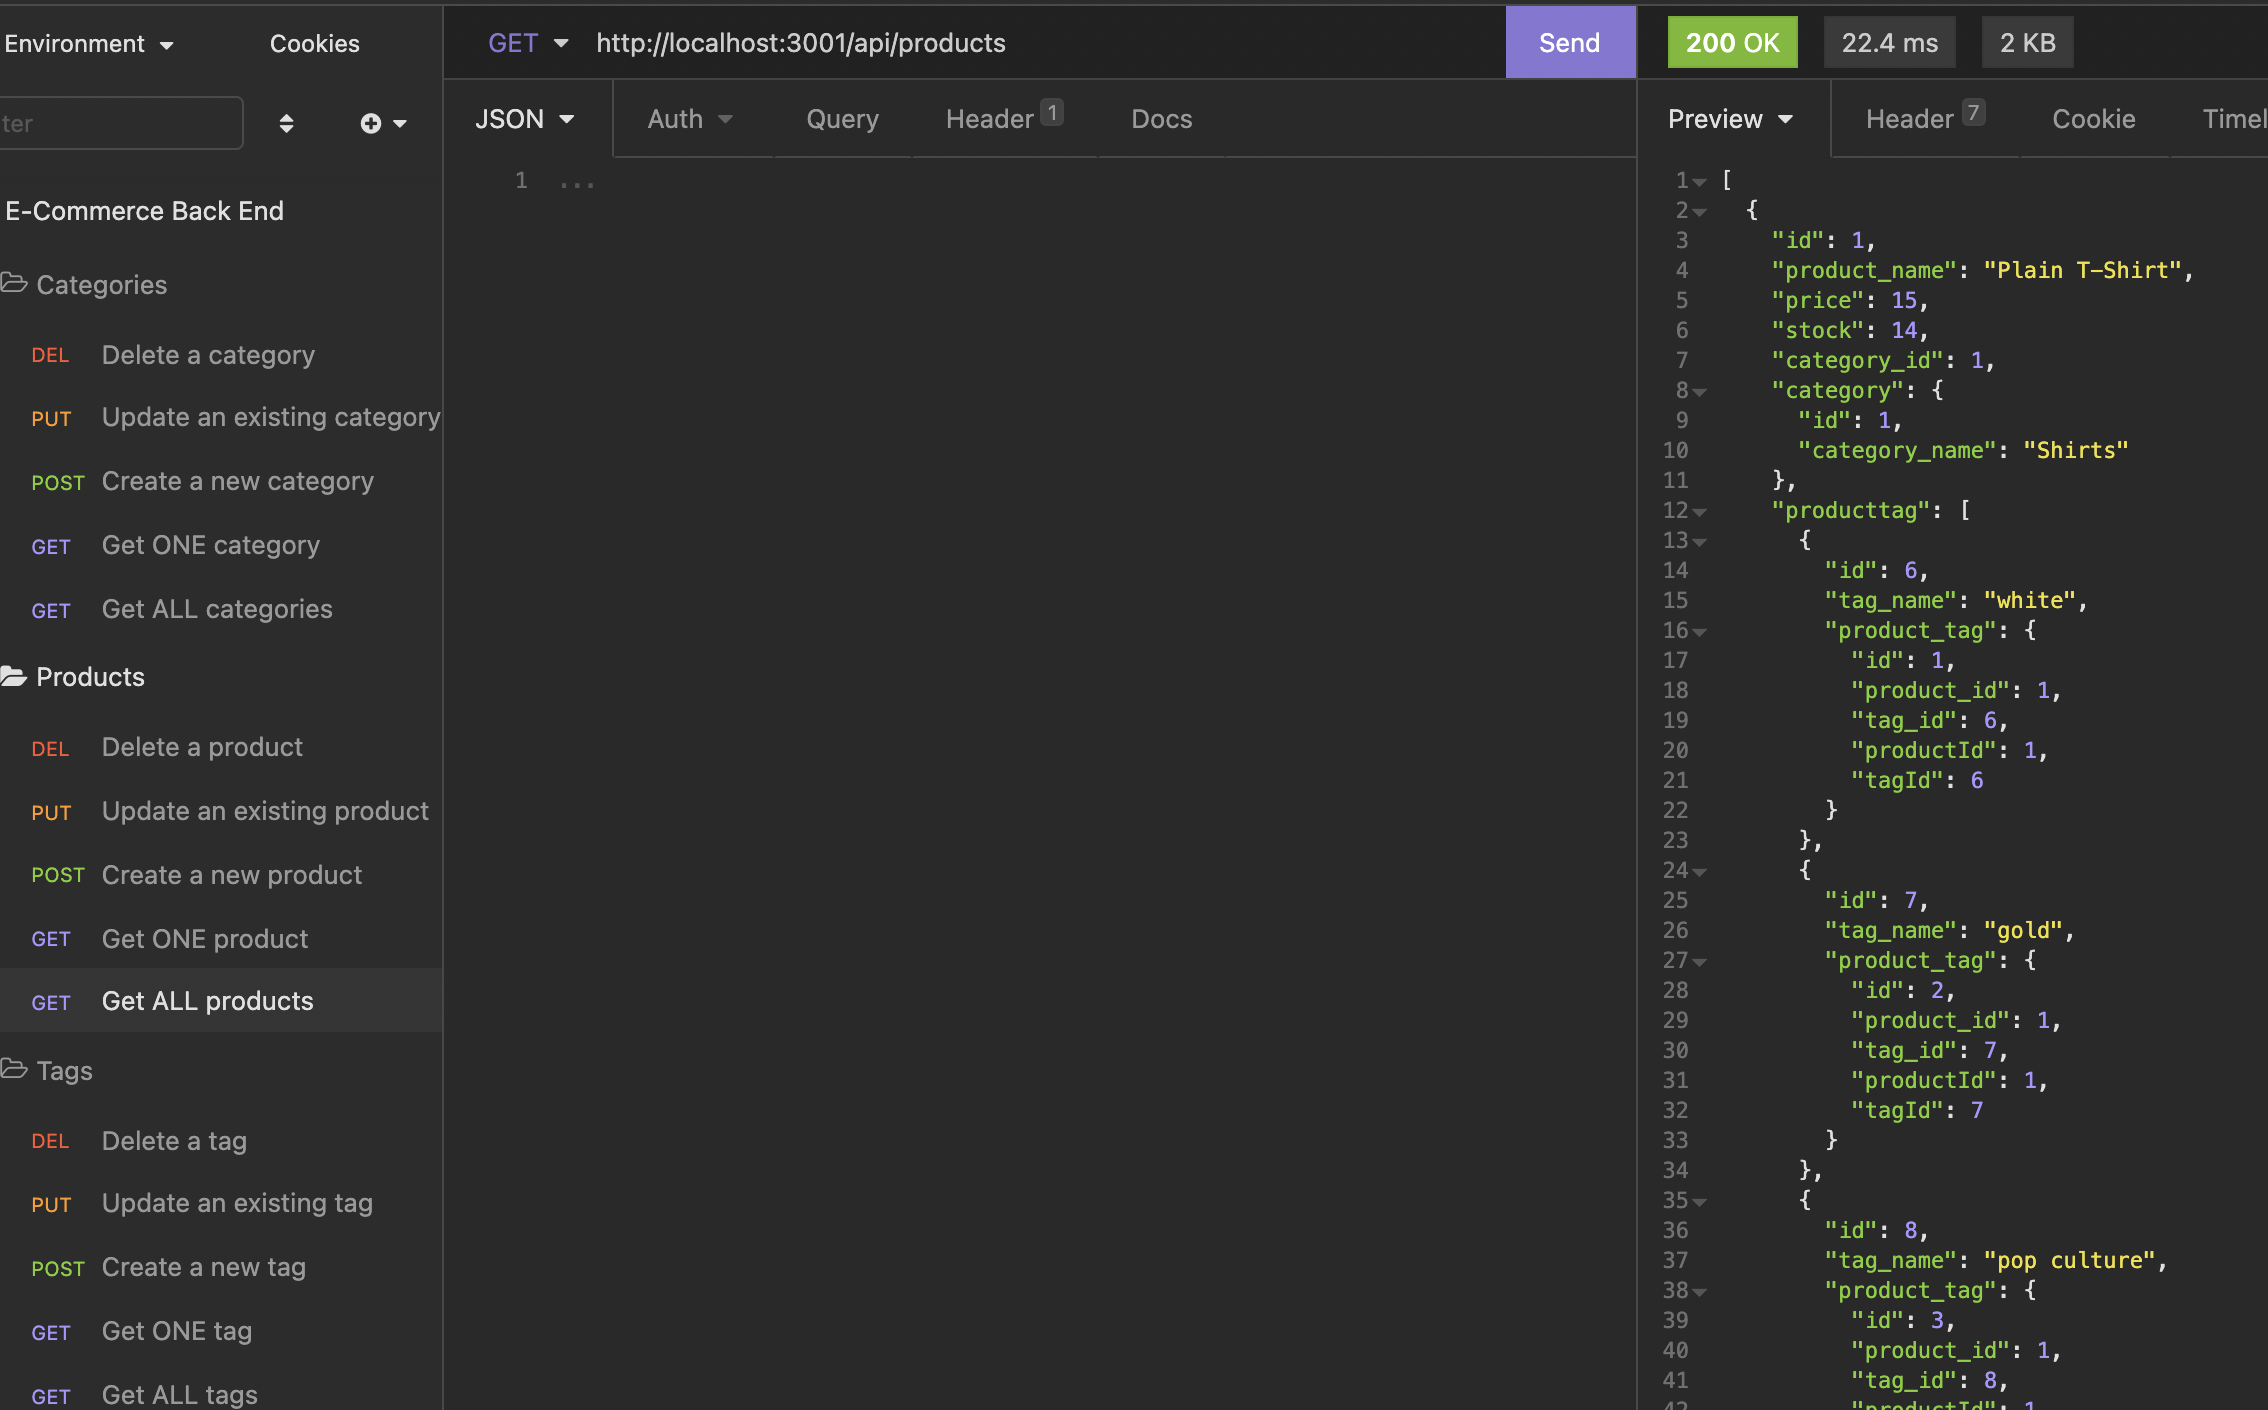 Environment
Cookies
ter
E-Commerce Back End
Categories
DEL Delete a category
PUT Update an existing category
POST Create a new category
GET Get ONE category
GET Get ALL categories
Products
DEL Delete a product
PUT Update an existing product
POST Create a new product
GET Get ONE product
GET Get ALL products
Tags
DEL Delete a tag
PUT Update an existing tag
POST Create a new tag
GET Get ONE tag
GET Get ALL tags
GET http://localhost:3001/api/products Send
JSON Auth Query Header 1 Docs
1 ...
200 OK 22.4 ms 2 KB
Preview Header 7 Cookie Timel
1 [
2 {
3 "id": 1,
4 "product_name": "Plain T-Shirt",
5 "price": 15,
6 "stock": 14,
7 "category_id": 1,
8 "category": {
9 "id": 1,
10 "category_name": "Shirts"
11 },
12 "producttag": [
13 {
14 "id": 6,
15 "tag_name": "white",
16 "product_tag": {
17 "id": 1,
18 "product_id": 1,
19 "tag_id": 6,
20 "productId": 1,
21 "tagId": 6
22 }
23 },
24 {
25 "id": 7,
26 "tag_name": "gold",
27 "product_tag": {
28 "id": 2,
29 "product_id": 1,
30 "tag_id": 7,
31 "productId": 1,
32 "tagId": 7
33 }
34 },
35 {
36 "id": 8,
37 "tag_name": "pop culture",
38 "product_tag": {
39 "id": 3,
40 "product_id": 1,
41 "tag_id": 8,
42 "productId": 1